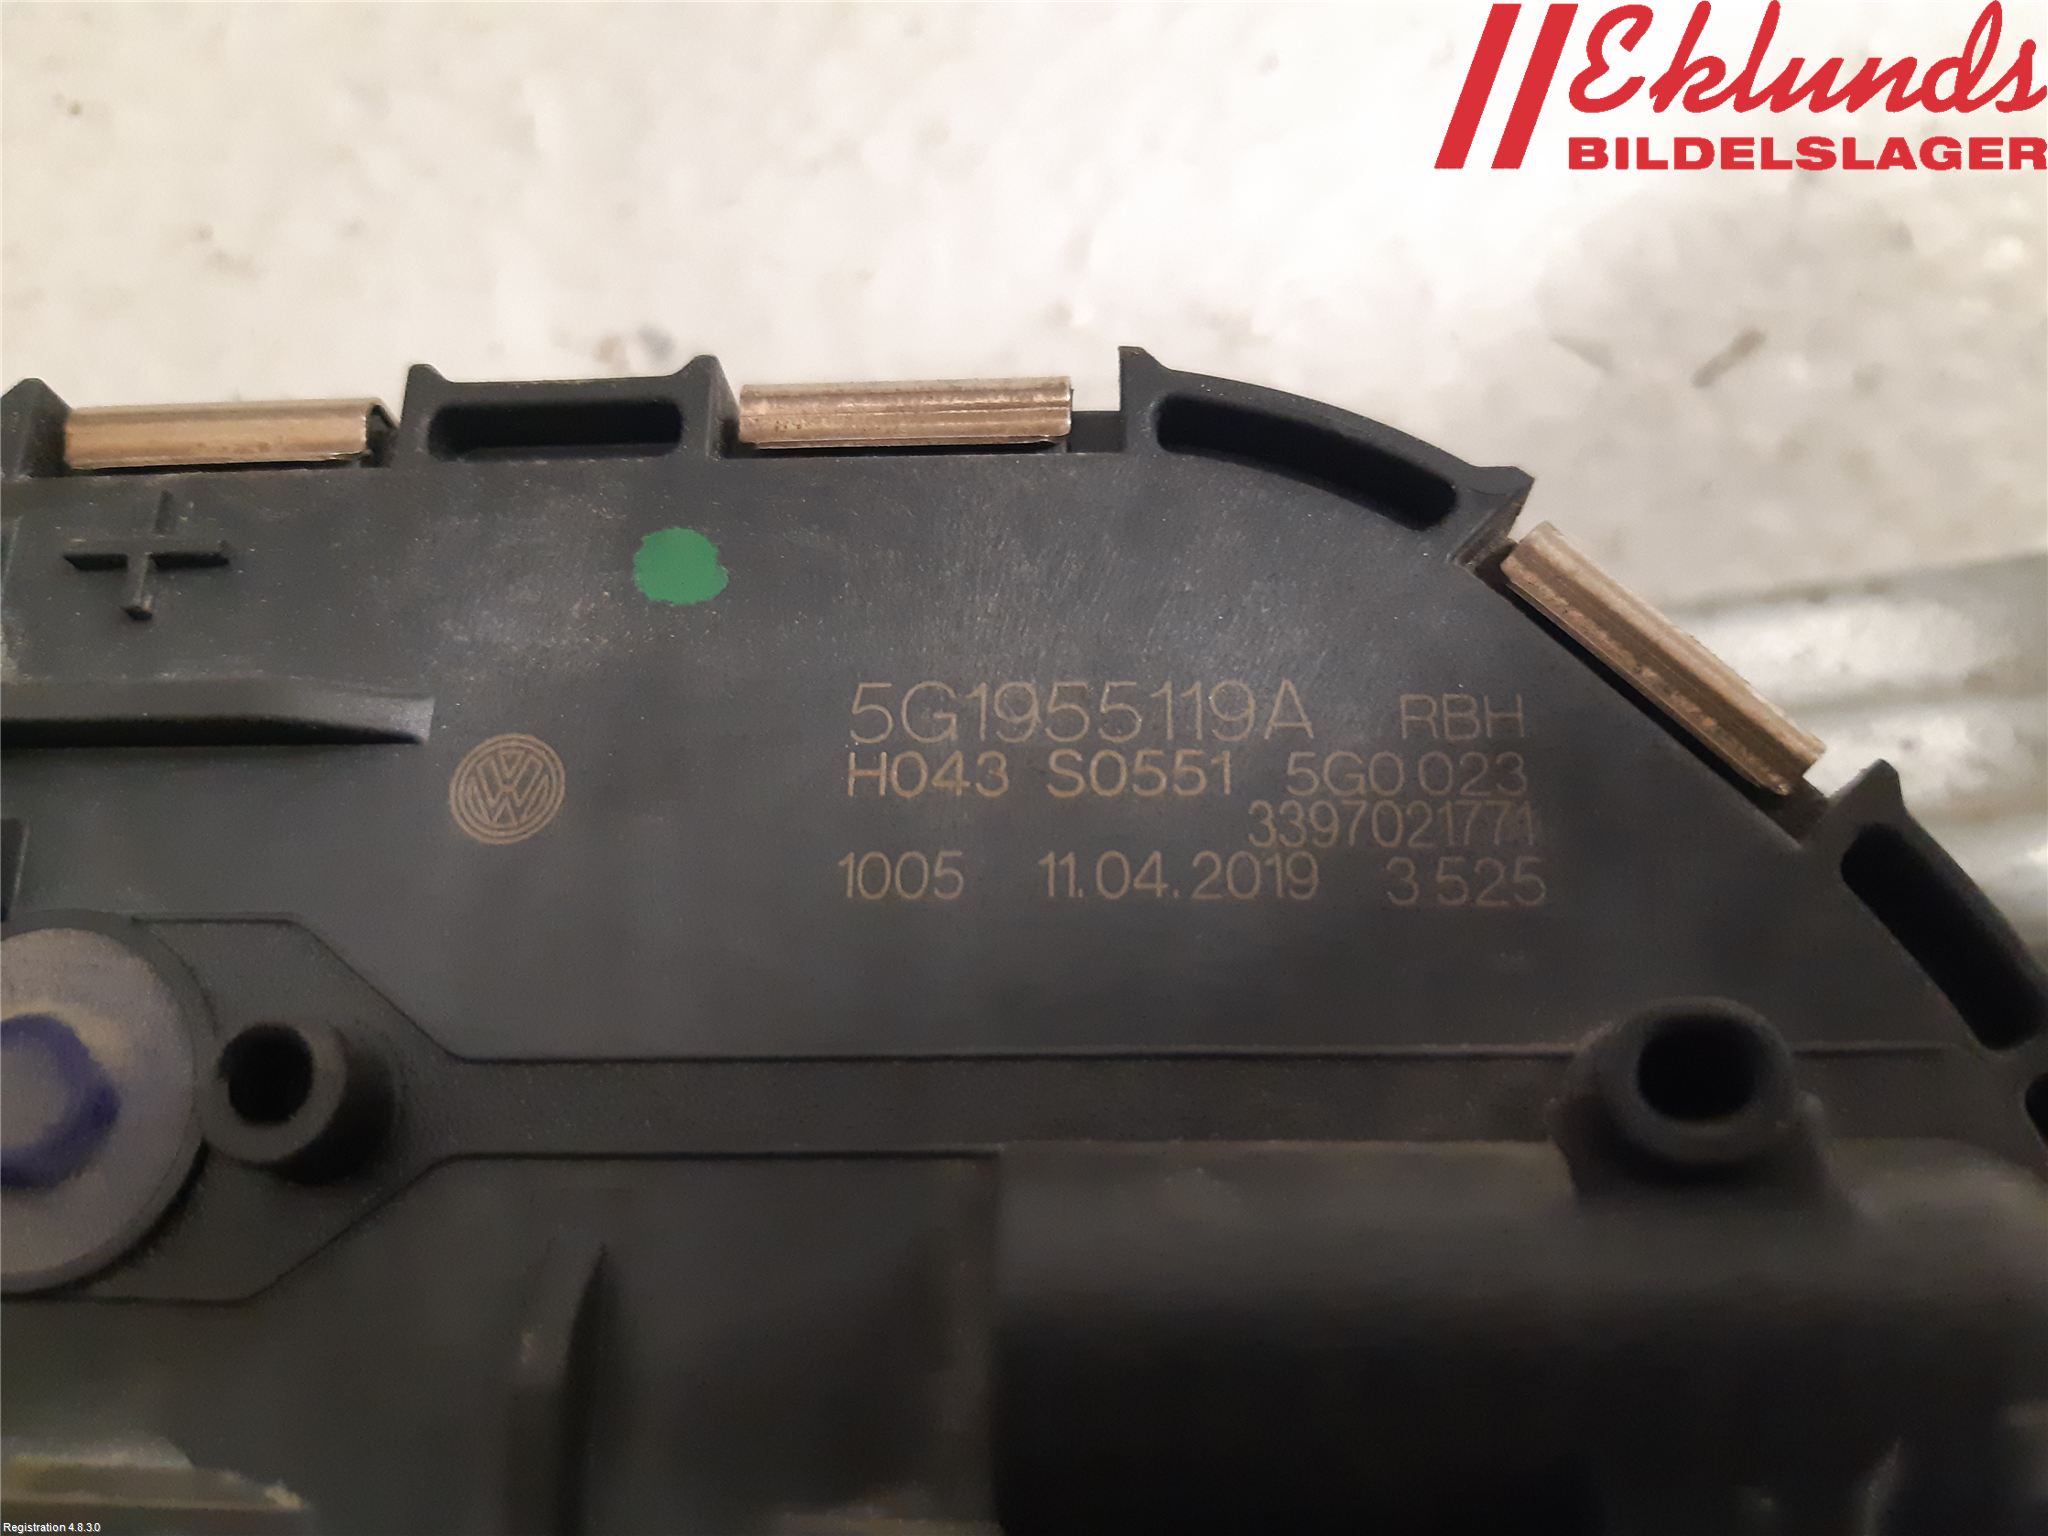 Eklunds
BILDELSLAGER
5G1955119A RBH
H043 S0551 5G0 023
3397021771
1005 11.04.2019 3 525
Registration 4.8.3.0